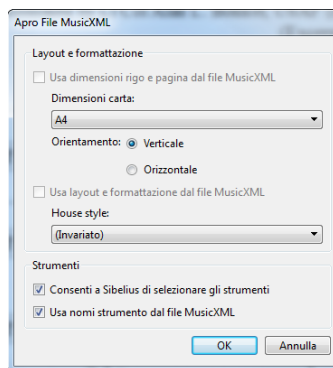 Apro File MusicXML
Layout e formattazione
Usa dimensioni rigo e pagina dal file MusicXML
Dimensioni carta:
A4
Orientamento: Verticale
Orizzontale
Usa layout e formattazione dal file MusicXML
House style:
(Invariato)
Strumenti
Consenti a Sibelius di selezionare gli strumenti
Usa nomi strumento dal file MusicXML
OK Annulla